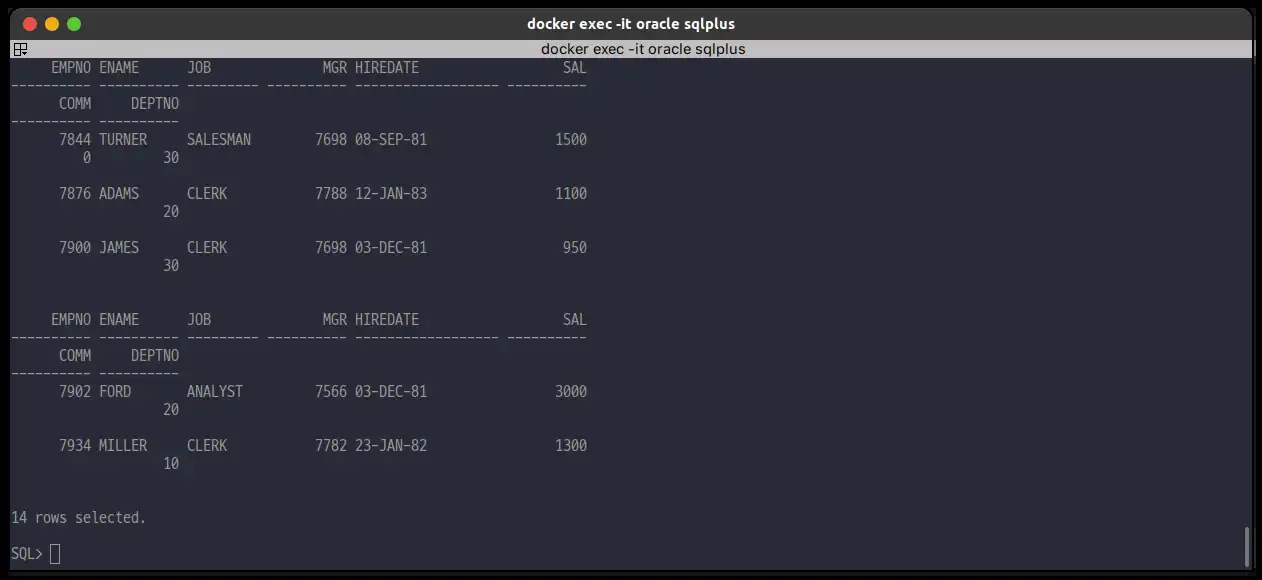 docker exec -it oracle sqlplus
docker exec -it oracle sqlplus
     EMPNO ENAME      JOB              MGR HIREDATE                  SAL
---------- ---------- --------- ---------- ------------------ ----------
      COMM     DEPTNO
---------- ----------
      7844 TURNER     SALESMAN        7698 08-SEP-81                1500
         0         30
      7876 ADAMS      CLERK           7788 12-JAN-83                1100
                   20
      7900 JAMES      CLERK           7698 03-DEC-81                 950
                   30
     EMPNO ENAME      JOB              MGR HIREDATE                  SAL
---------- ---------- --------- ---------- ------------------ ----------
      COMM     DEPTNO
---------- ----------
      7902 FORD       ANALYST         7566 03-DEC-81                3000
                   20
      7934 MILLER     CLERK           7782 23-JAN-82                1300
                   10
14 rows selected.
SQL>